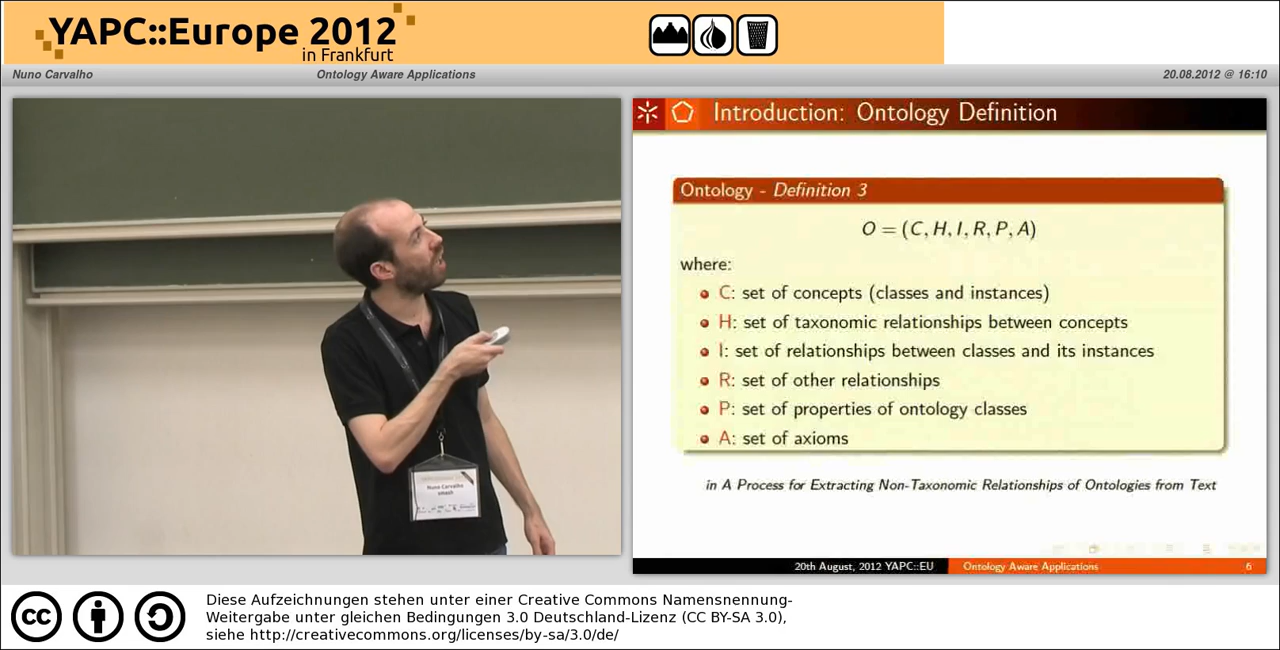 YAPC::Europe 2012
in Frankfurt
Nuno Carvalho
Ontology Aware Applications
20.08.2012 @ 16:10
Introduction: Ontology Definition
Ontology - Definition 3
O = (C, H, I, R, P, A)
where:
C: set of concepts (classes and instances)
H: set of taxonomic relationships between concepts
I: set of relationships between classes and its instances
R: set of other relationships
P: set of properties of ontology classes
A: set of axioms
in A Process for Extracting Non-Taxonomic Relationships of Ontologies from Text
20th August, 2012 YAPC::EU
Ontology Aware Applications
6
Nuno Carvalho
smash
cc
Diese Aufzeichnungen stehen unter einer Creative Commons Namensnennung-
Weitergabe unter gleichen Bedingungen 3.0 Deutschland-Lizenz (CC BY-SA 3.0),
siehe http://creativecommons.org/licenses/by-sa/3.0/de/